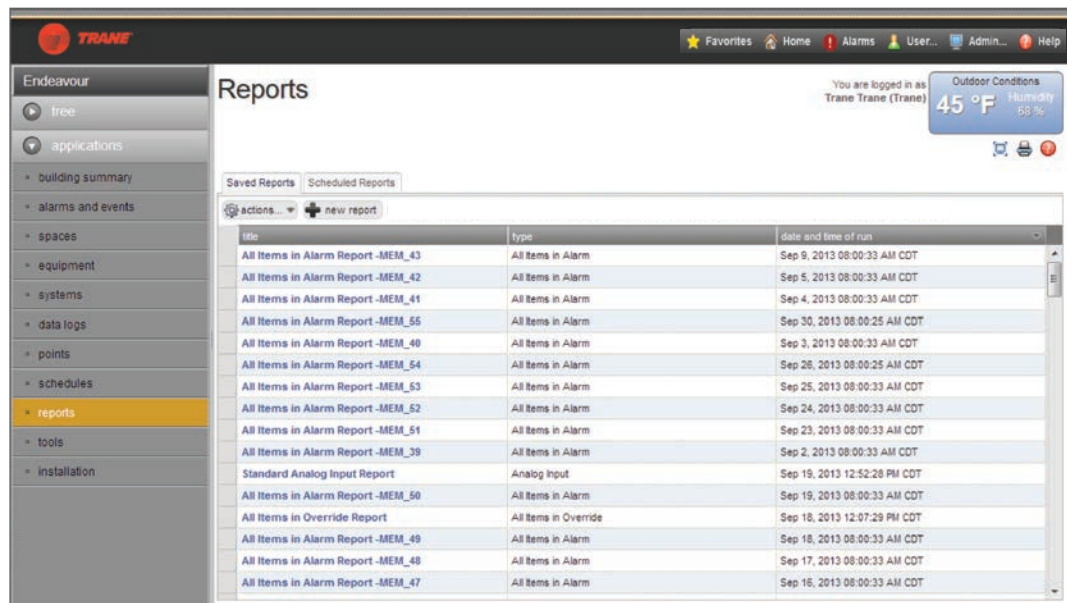 TRANE
Favorites Home Alarms User... Admin... Help
Endeavour
tree
applications
building summary
alarms and events
spaces
equipment
systems
data logs
points
schedules
reports
tools
installation
Reports
You are logged in as
Trane Trane (Trane)
Outdoor Conditions
45 °F Humidity
68 %
Saved Reports Scheduled Reports
actions... new report
title type date and time of run
All Items in Alarm Report -MEM_43 All Items in Alarm Sep 9, 2013 08:00:33 AM CDT
All Items in Alarm Report -MEM_42 All Items in Alarm Sep 5, 2013 08:00:33 AM CDT
All Items in Alarm Report -MEM_41 All Items in Alarm Sep 4, 2013 08:00:33 AM CDT
All Items in Alarm Report -MEM_55 All Items in Alarm Sep 30, 2013 08:00:25 AM CDT
All Items in Alarm Report -MEM_40 All Items in Alarm Sep 3, 2013 08:00:33 AM CDT
All Items in Alarm Report -MEM_54 All Items in Alarm Sep 26, 2013 08:00:25 AM CDT
All Items in Alarm Report -MEM_53 All Items in Alarm Sep 25, 2013 08:00:33 AM CDT
All Items in Alarm Report -MEM_52 All Items in Alarm Sep 24, 2013 08:00:33 AM CDT
All Items in Alarm Report -MEM_51 All Items in Alarm Sep 23, 2013 08:00:33 AM CDT
All Items in Alarm Report -MEM_39 All Items in Alarm Sep 2, 2013 08:00:33 AM CDT
Standard Analog Input Report Analog Input Sep 19, 2013 12:52:28 PM CDT
All Items in Alarm Report -MEM_50 All Items in Alarm Sep 19, 2013 08:00:33 AM CDT
All Items in Override Report All Items in Override Sep 18, 2013 12:07:29 PM CDT
All Items in Alarm Report -MEM_49 All Items in Alarm Sep 18, 2013 08:00:33 AM CDT
All Items in Alarm Report -MEM_48 All Items in Alarm Sep 17, 2013 08:00:33 AM CDT
All Items in Alarm Report -MEM_47 All Items in Alarm Sep 16, 2013 08:00:33 AM CDT